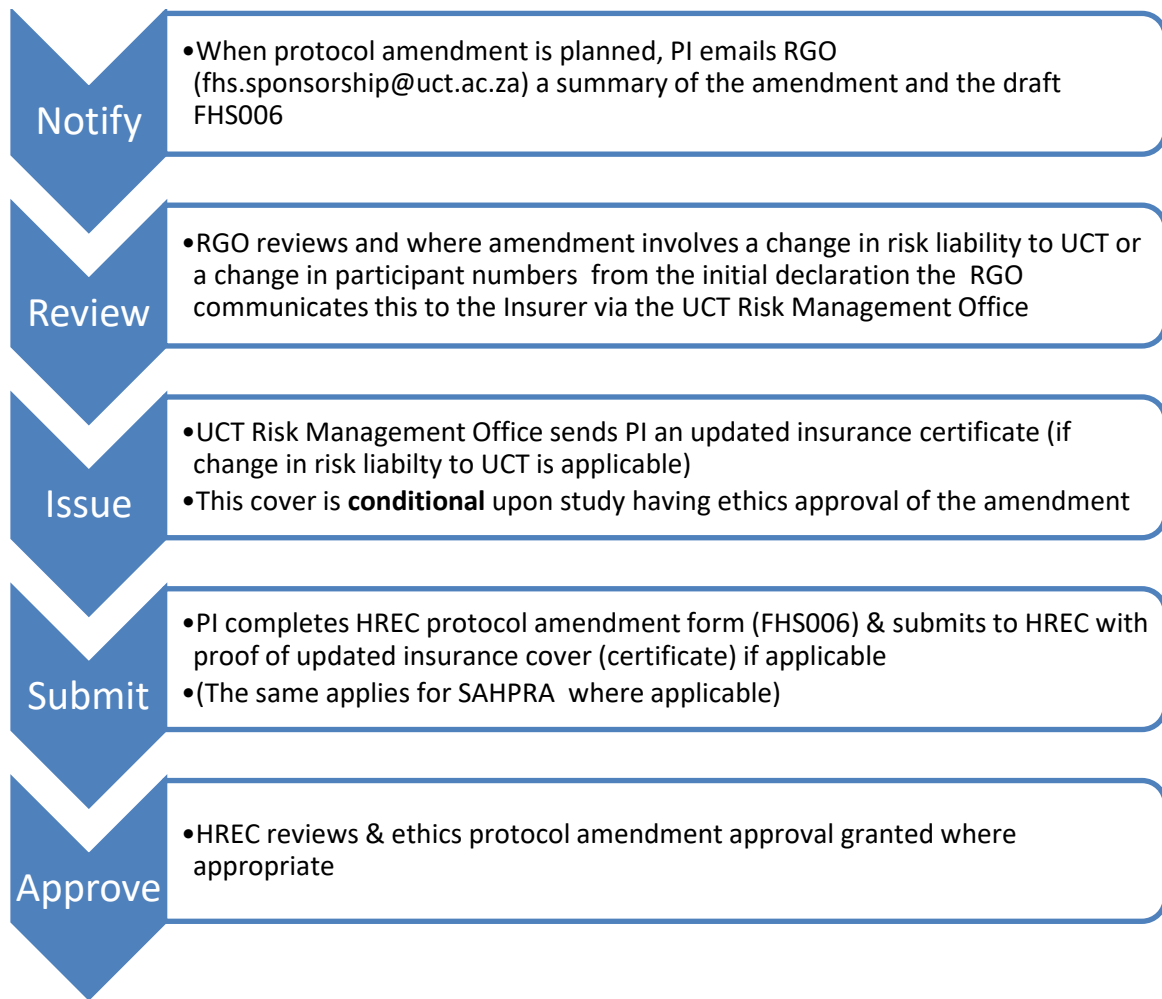 Notify
•When protocol amendment is planned, PI emails RGO
(fhs.sponsorship@uct.ac.za) a summary of the amendment and the draft
FHS006
Review
•RGO reviews and where amendment involves a change in risk liability to UCT or
a change in participant numbers  from the initial declaration the  RGO
communicates this to the Insurer via the UCT Risk Management Office
Issue
•UCT Risk Management Office sends PI an updated insurance certificate (if
change in risk liabilty to UCT is applicable)
•This cover is conditional upon study having ethics approval of the amendment
Submit
•PI completes HREC protocol amendment form (FHS006) & submits to HREC with
proof of updated insurance cover (certificate) if applicable
•(The same applies for SAHPRA  where applicable)
Approve
•HREC reviews & ethics protocol amendment approval granted where
appropriate